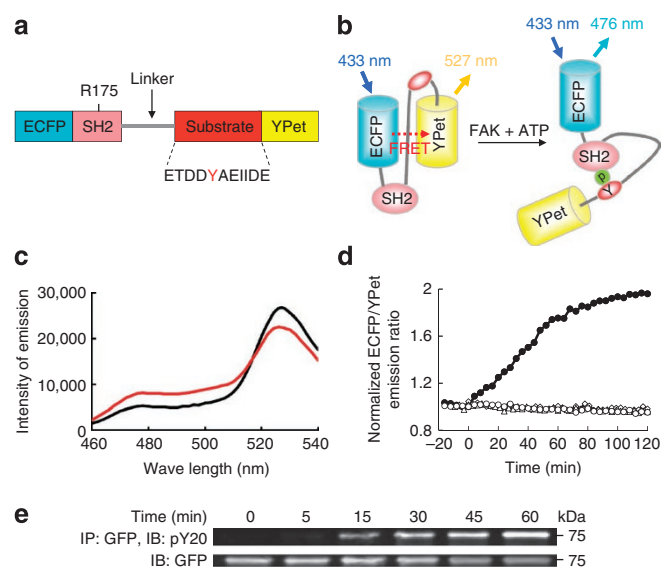 a
R175
Linker
ECFP SH2 Substrate YPet
ETDDYAEIIDE
b
433 nm 527 nm
ECFP
FRET
YPet
SH2
FAK + ATP
433 nm 476 nm
ECFP
SH2
P
Y
YPet
c
Intensity of emission
30,000
20,000
10,000
0
460 480 500 520 540
Wave length (nm)
d
Normalized ECFP/YPet
emission ratio
2
1.8
1.4
1.0
0.6
–20 0 20 40 60 80 100 120
Time (min)
e
Time (min) 0 5 15 30 45 60 kDa
IP: GFP, IB: pY20 75
IB: GFP 75